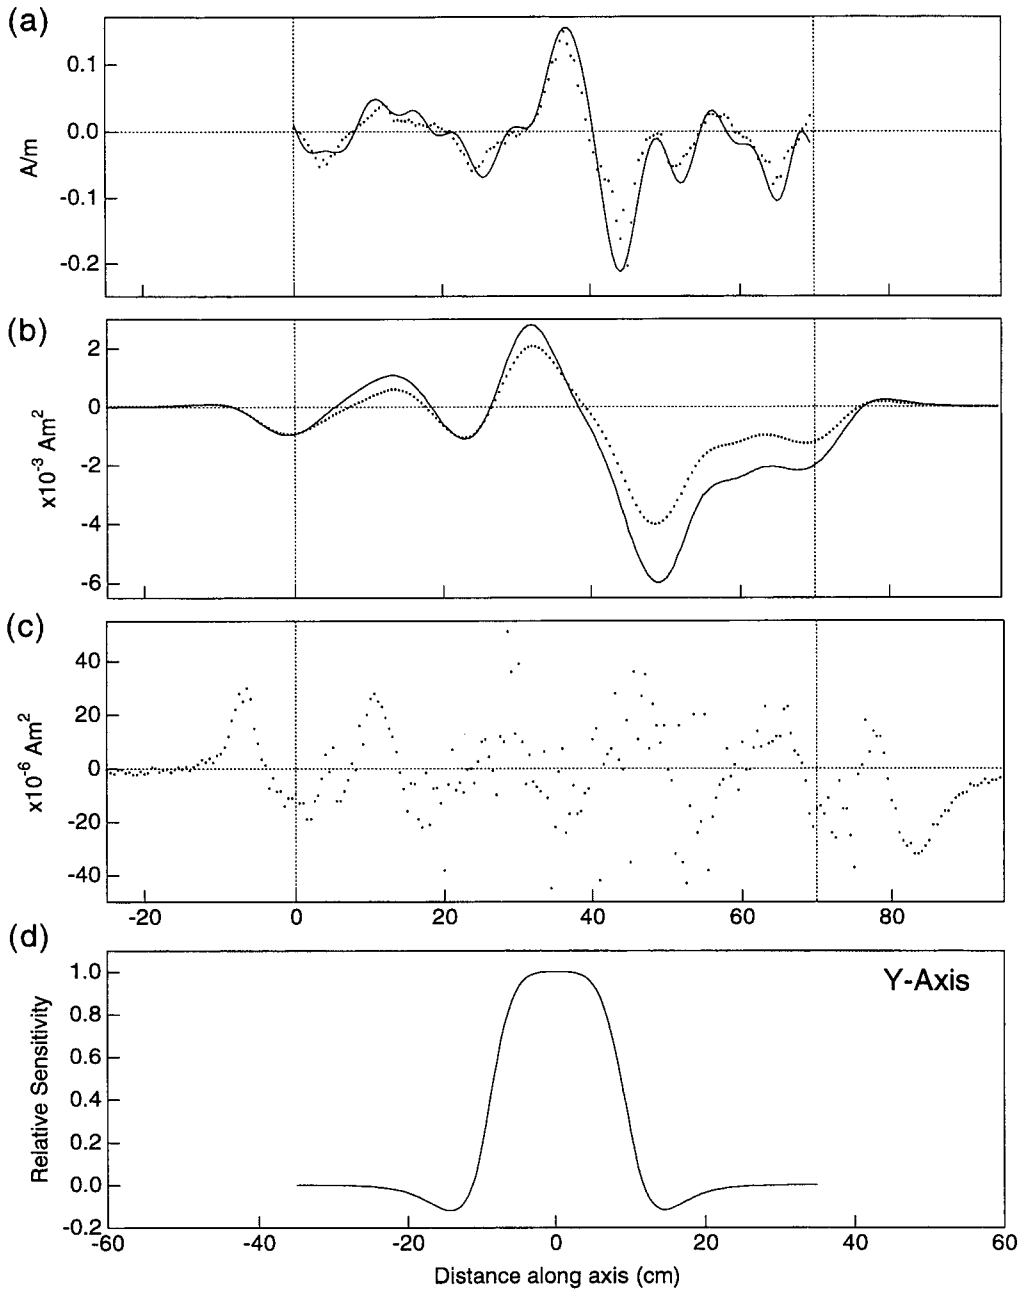 (a)
0.1
0.0
-0.1
-0.2
A/m
(b)
2
0
-2
-4
-6
x10⁻³ Am²
(c)
40
20
0
-20
-40
x10⁻⁶ Am²
-20 0 20 40 60 80
(d)
1.0
0.8
0.6
0.4
0.2
0.0
-0.2
Relative Sensitivity
Y-Axis
-60 -40 -20 0 20 40 60
Distance along axis (cm)